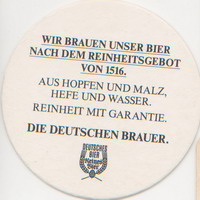 WIR BRAUEN UNSER BIER
NACH DEM REINHEITSGEBOT
VON 1516.
AUS HOPFEN UND MALZ,
HEFE UND WASSER.
REINHEIT MIT GARANTIE.
DIE DEUTSCHEN BRAUER.
DEUTSCHES
BIER